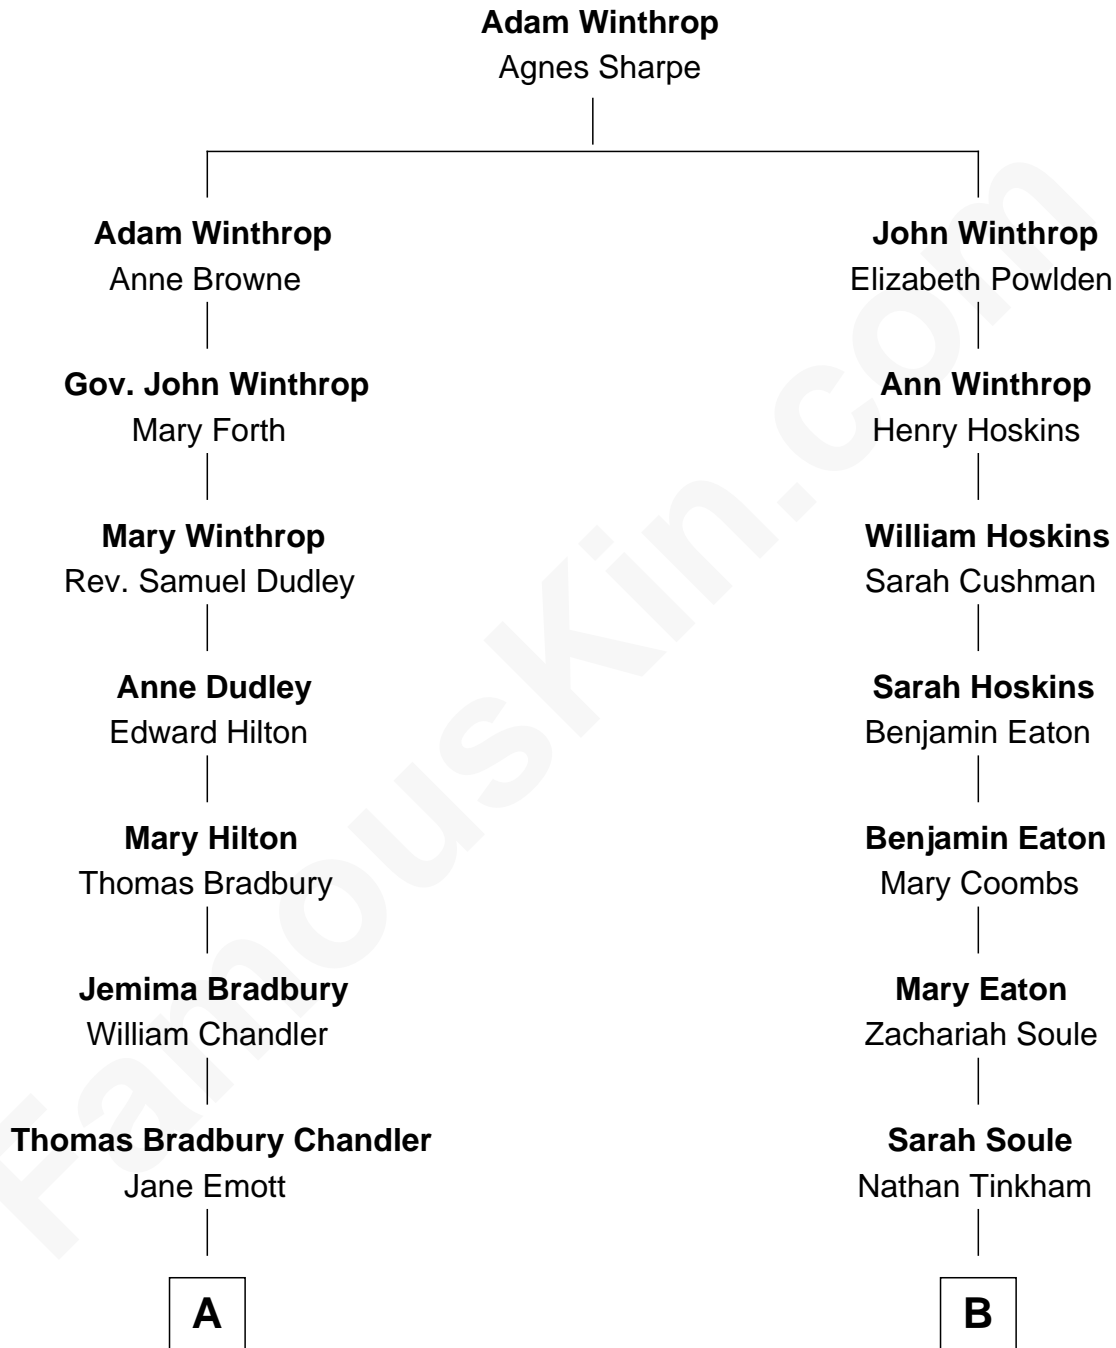 Adam Winthrop
Agnes Sharpe
Adam Winthrop
Anne Browne
John Winthrop
Elizabeth Powlden
Gov. John Winthrop
Mary Forth
Ann Winthrop
Henry Hoskins
Mary Winthrop
Rev. Samuel Dudley
William Hoskins
Sarah Cushman
Anne Dudley
Edward Hilton
Sarah Hoskins
Benjamin Eaton
Mary Hilton
Thomas Bradbury
Benjamin Eaton
Mary Coombs
Jemima Bradbury
William Chandler
Mary Eaton
Zachariah Soule
Thomas Bradbury Chandler
Jane Emott
Sarah Soule
Nathan Tinkham
A
B
FamousKin.com